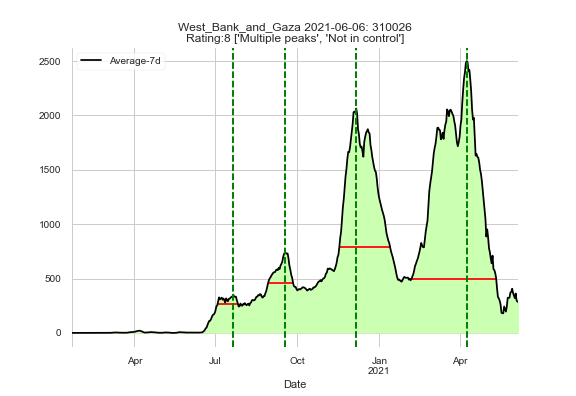 West_Bank_and_Gaza 2021-06-06: 310026
Rating:8 ['Multiple peaks', 'Not in control']
Average-7d
2500
2000
1500
1000
500
0
Apr
Jul
Oct
Jan
2021
Apr
Date